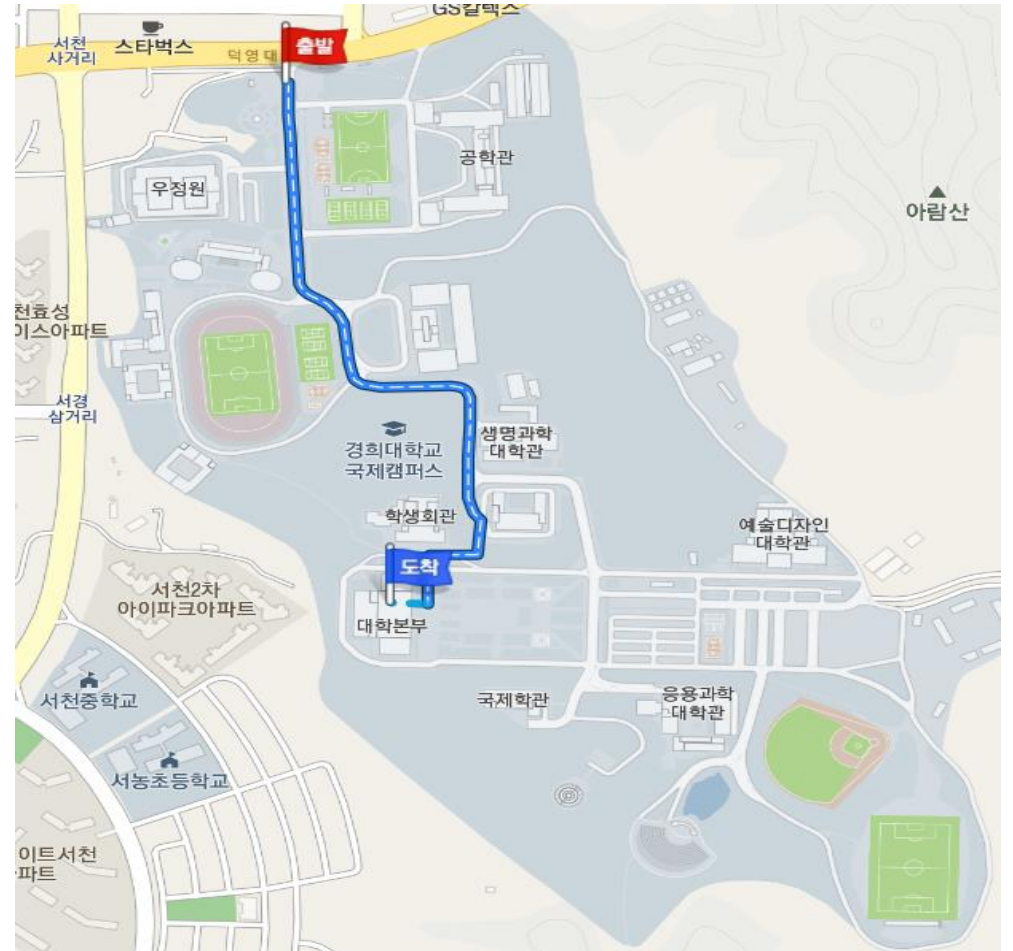 GS칼텍스
서천
사거리
스타벅스
덕영대
출발
공학관
우정원
아람산
천효성
이스아파트
서경
삼거리
생명과학
대학관
경희대학교
국제캠퍼스
학생회관
예술디자인
대학관
도착
서천2차
아이파크아파트
대학본부
서천중학교
국제학관
응용과학
대학관
서농초등학교
이트서천
파트